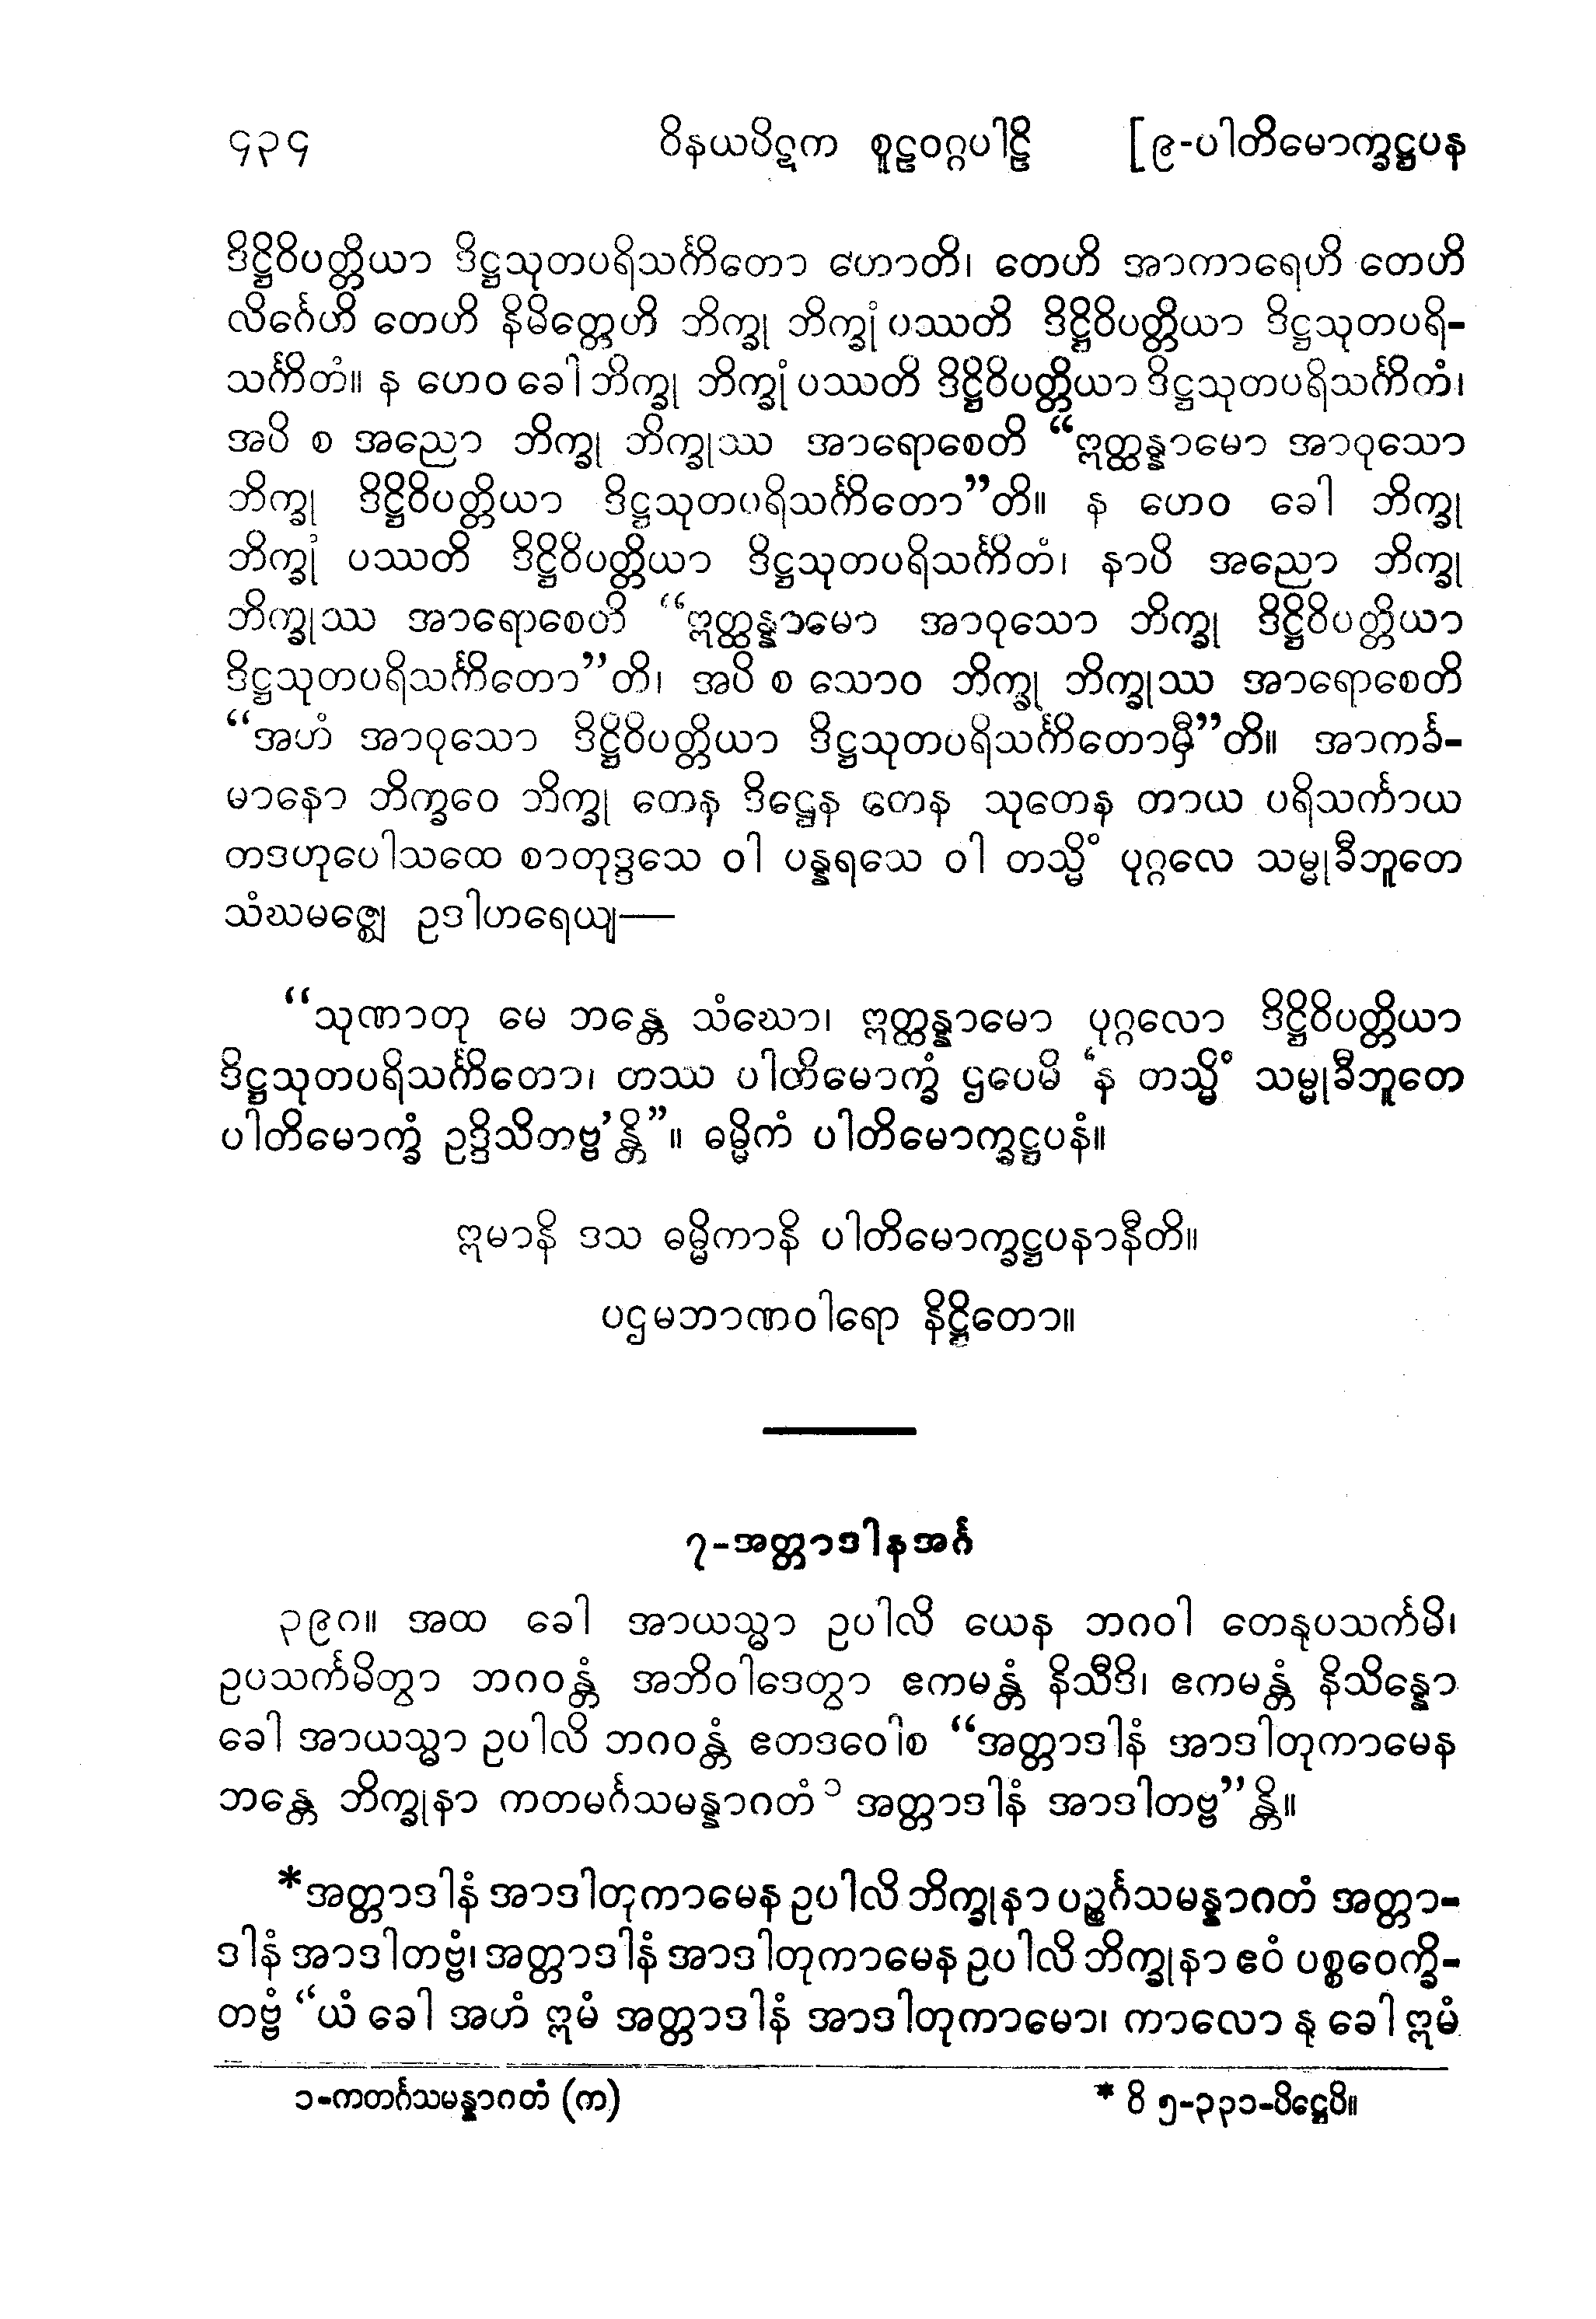 ၄၃၄ ဝိနယပိဋက စူဠဝဂ္ဂပါဠိ [၉-ပါတိမောက္ခဋ္ဌပန
ဒိဋ္ဌိဝိပတ္တိယာ ဒိဋ္ဌသုတပရိသင်္ကိတော ဟောတိ၊ တေဟိ အာကာရေဟိ တေဟိ
လိင်္ဂေဟိ တေဟိ နိမိတ္တေဟိ ဘိက္ခု ဘိက္ခုံ ပဿတိ ဒိဋ္ဌိဝိပတ္တိယာ ဒိဋ္ဌသုတပရိ-
သင်္ကိတံ။ န ဟေဝ ခေါ ဘိက္ခု ဘိက္ခုံ ပဿတိ ဒိဋ္ဌိဝိပတ္တိယာ ဒိဋ္ဌသုတပရိသင်္ကိတံ၊
အပိ စ အညော ဘိက္ခု ဘိက္ခုဿ အာရောစေတိ “ဣတ္ထန္နာမော အာဝုသော
ဘိက္ခု ဒိဋ္ဌိဝိပတ္တိယာ ဒိဋ္ဌသုတပရိသင်္ကိတော”တိ။ န ဟေဝ ခေါ ဘိက္ခု
ဘိက္ခုံ ပဿတိ ဒိဋ္ဌိဝိပတ္တိယာ ဒိဋ္ဌသုတပရိသင်္ကိတံ၊ နာပိ အညော ဘိက္ခု
ဘိက္ခုဿ အာရောစေတိ “ဣတ္ထန္နာမော အာဝုသော ဘိက္ခု ဒိဋ္ဌိဝိပတ္တိယာ
ဒိဋ္ဌသုတပရိသင်္ကိတော”တိ၊ အပိ စ သောဝ ဘိက္ခု ဘိက္ခုဿ အာရောစေတိ
“အဟံ အာဝုသော ဒိဋ္ဌိဝိပတ္တိယာ ဒိဋ္ဌသုတပရိသင်္ကိတောမှီ”တိ။ အာကင်္ခ-
မာနော ဘိက္ခဝေ ဘိက္ခု တေန ဒိဋ္ဌေန တေန သုတေန တာယ ပရိသင်္ကာယ
တဒဟုပေါသထေ စာတုဒ္ဒသေ ဝါ ပန္နရသေ ဝါ တသ္မိံ ပုဂ္ဂလေ သမ္မုခီဘူတေ
သံဃမဇ္ဈေ ဥဒါဟရေယျ—
“သုဏာတု မေ ဘန္တေ သံဃော၊ ဣတ္ထန္နာမော ပုဂ္ဂလော ဒိဋ္ဌိဝိပတ္တိယာ
ဒိဋ္ဌသုတပရိသင်္ကိတော၊ တဿ ပါတိမောက္ခံ ဌပေမိ ‘န တသ္မိံ သမ္မုခီဘူတေ
ပါတိမောက္ခံ ဥဒ္ဒိသိတဗ္ဗ’န္တိ”။ ဓမ္မိကံ ပါတိမောက္ခဋ္ဌပနံ။
ဣမာနိ ဒသ ဓမ္မိကာနိ ပါတိမောက္ခဋ္ဌပနာနီတိ။
ပဌမဘာဏဝါရော နိဋ္ဌိတော။
၇-အတ္တာဒါနအင်္ဂ
၃၉၈။ အထ ခေါ အာယသ္မာ ဥပါလိ ယေန ဘဂဝါ တေနုပသင်္ကမိ၊
ဥပသင်္ကမိတွာ ဘဂဝန္တံ အဘိဝါဒေတွာ ဧကမန္တံ နိသီဒိ၊ ဧကမန္တံ နိသိန္နော
ခေါ အာယသ္မာ ဥပါလိ ဘဂဝန္တံ ဧတဒဝေါစ “အတ္တာဒါနံ အာဒါတုကာမေန
ဘန္တေ ဘိက္ခုနာ ကတမင်္ဂသမန္နာဂတံ ၁ အတ္တာဒါနံ အာဒါတဗ္ဗ”န္တိ။
*အတ္တာဒါနံ အာဒါတုကာမေန ဥပါလိ ဘိက္ခုနာ ပဉ္စင်္ဂသမန္နာဂတံ အတ္တာ-
ဒါနံ အာဒါတဗ္ဗံ၊ အတ္တာဒါနံ အာဒါတုကာမေန ဥပါလိ ဘိက္ခုနာ ဧဝံ ပစ္စဝေက္ခိ-
တဗ္ဗံ “ယံ ခေါ အဟံ ဣမံ အတ္တာဒါနံ အာဒါတုကာမော၊ ကာလော နု ခေါ ဣမံ
၁-ကတင်္ဂသမန္နာဂတံ (က) * ဝိ ၅-၃၃၁-ပိဋ္ဌေပိ။